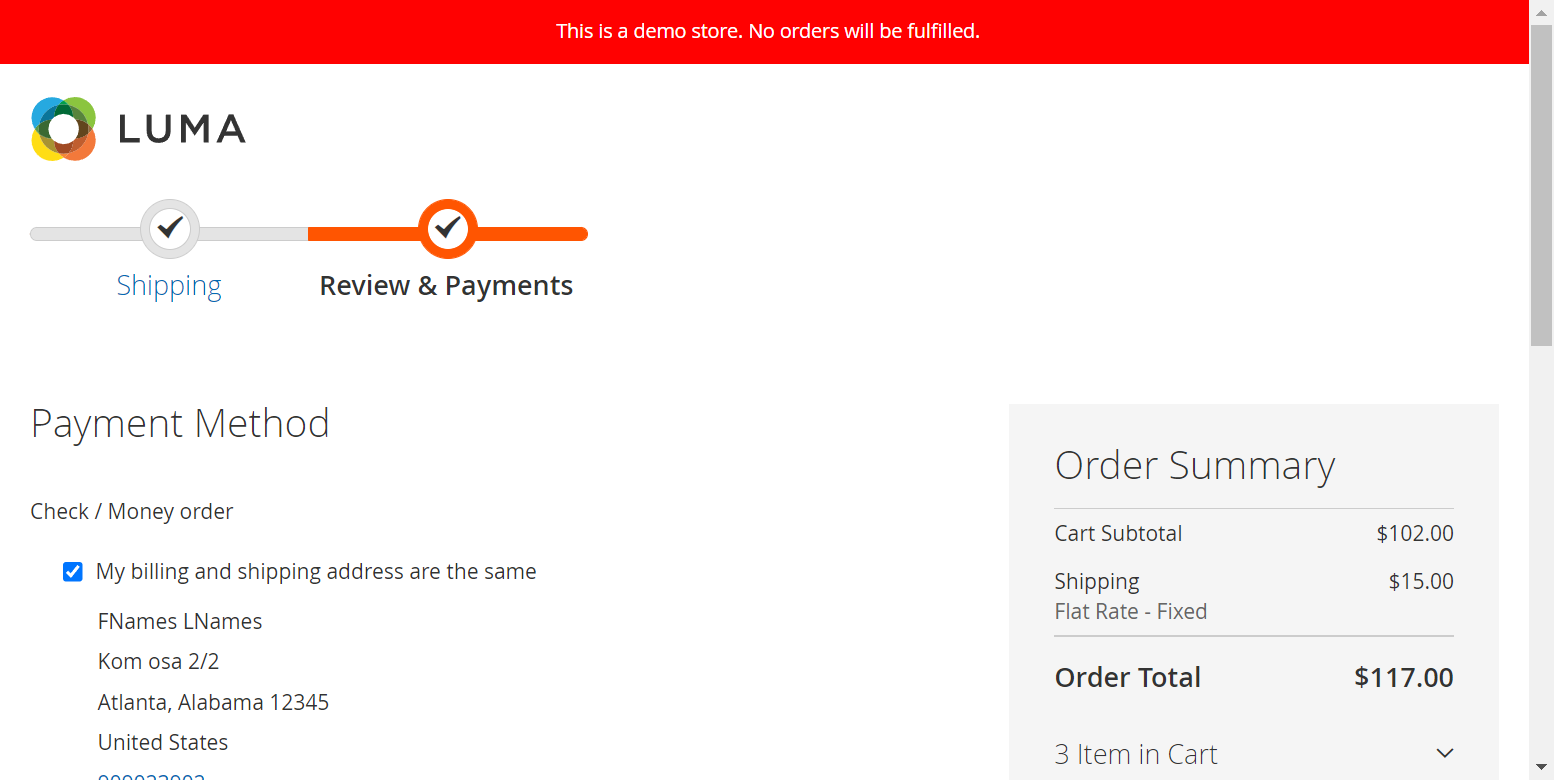 This is a demo store. No orders will be fulfilled.
LUMA
Shipping
Review & Payments
Payment Method
Check / Money order
My billing and shipping address are the same
FNames LNames
Kom osa 2/2
Atlanta, Alabama 12345
United States
Order Summary
Cart Subtotal $102.00
Shipping $15.00
Flat Rate - Fixed
Order Total $117.00
3 Item in Cart